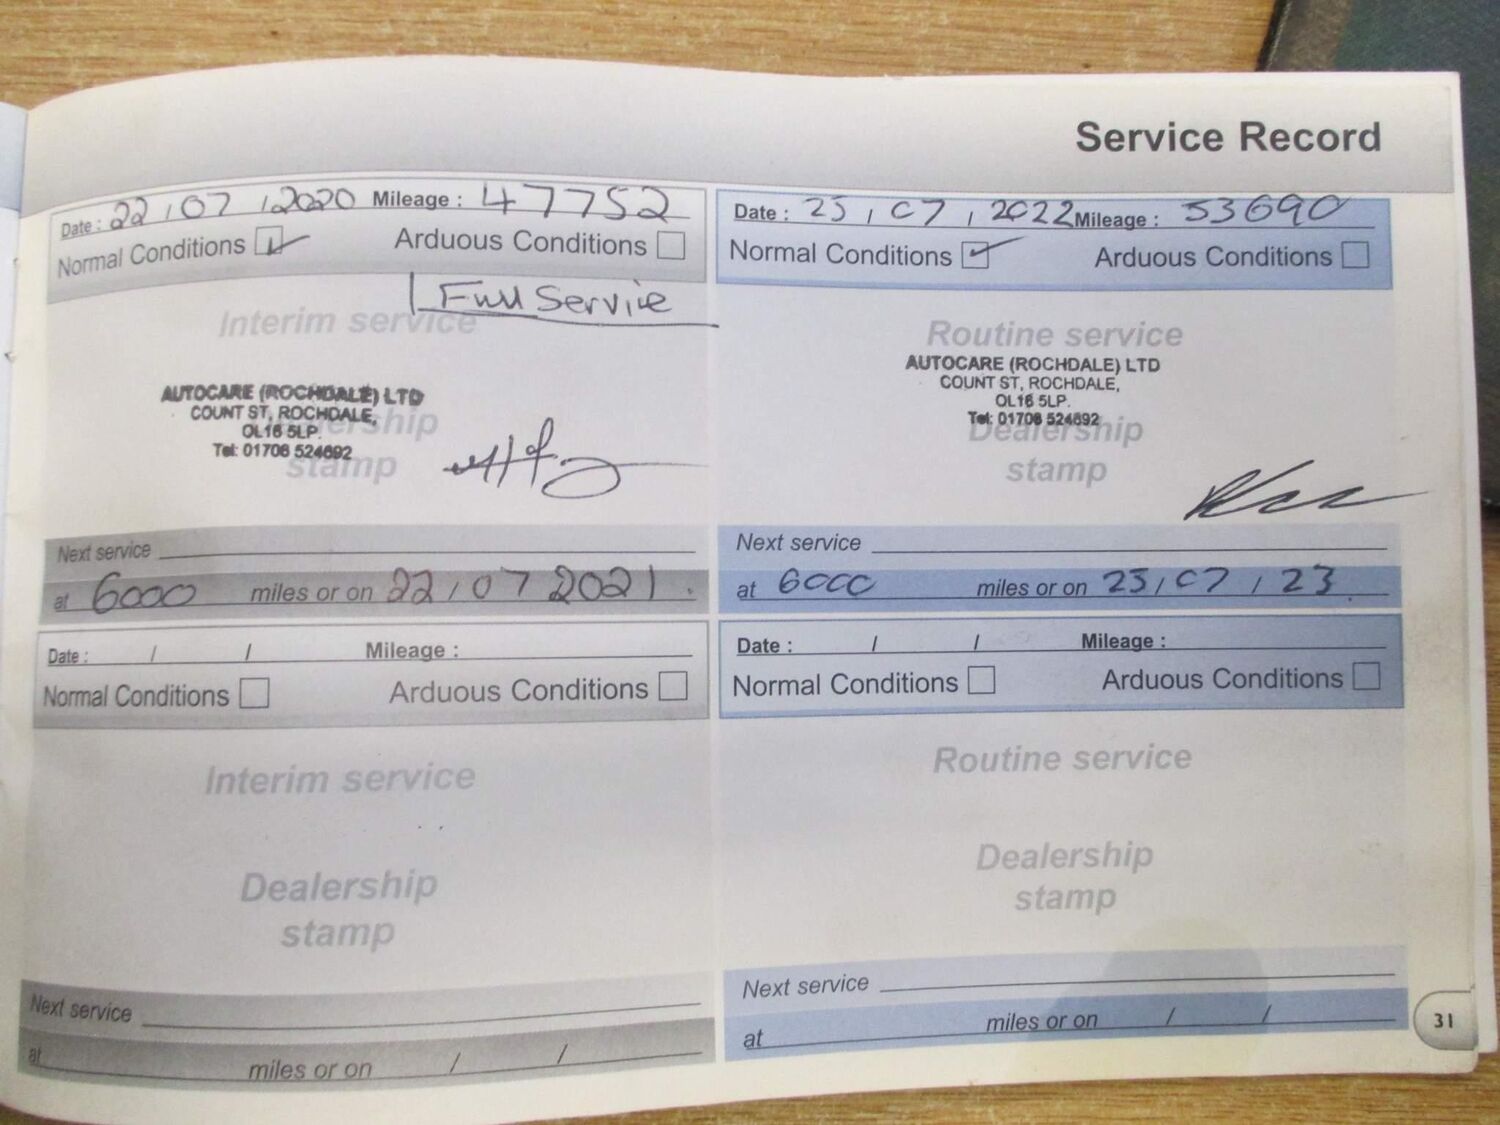 Service Record
Date : 22 / 07 / 2020 Mileage : 47752
Normal Conditions Arduous Conditions
Full Service
Interim service
AUTOCARE (ROCHDALE) LTD
COUNT ST, ROCHDALE,
OL16 5LP.
Tel: 01706 524692
Dealership
stamp
Next service
at 6000 miles or on 22 / 07 2021.
Date : 25 / 07 / 2022 Mileage : 53690
Normal Conditions Arduous Conditions
Routine service
AUTOCARE (ROCHDALE) LTD
COUNT ST, ROCHDALE,
OL16 5LP.
Tel: 01706 524692
Dealership
stamp
Next service
at 6000 miles or on 25 / 07 / 23
Date : / / Mileage :
Normal Conditions Arduous Conditions
Interim service
Dealership
stamp
Next service
at miles or on / /
Date : / / Mileage :
Normal Conditions Arduous Conditions
Routine service
Dealership
stamp
Next service
at miles or on / /
31